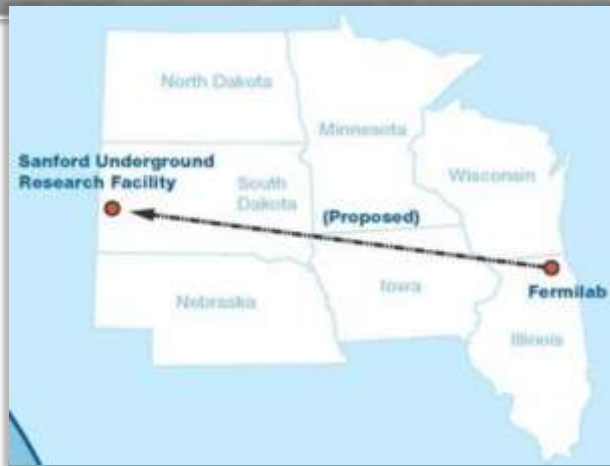 North Dakota
Minnesota
Sanford Underground
Research Facility
South
Dakota
Wisconsin
(Proposed)
Fermilab
Iowa
Nebraska
Illinois